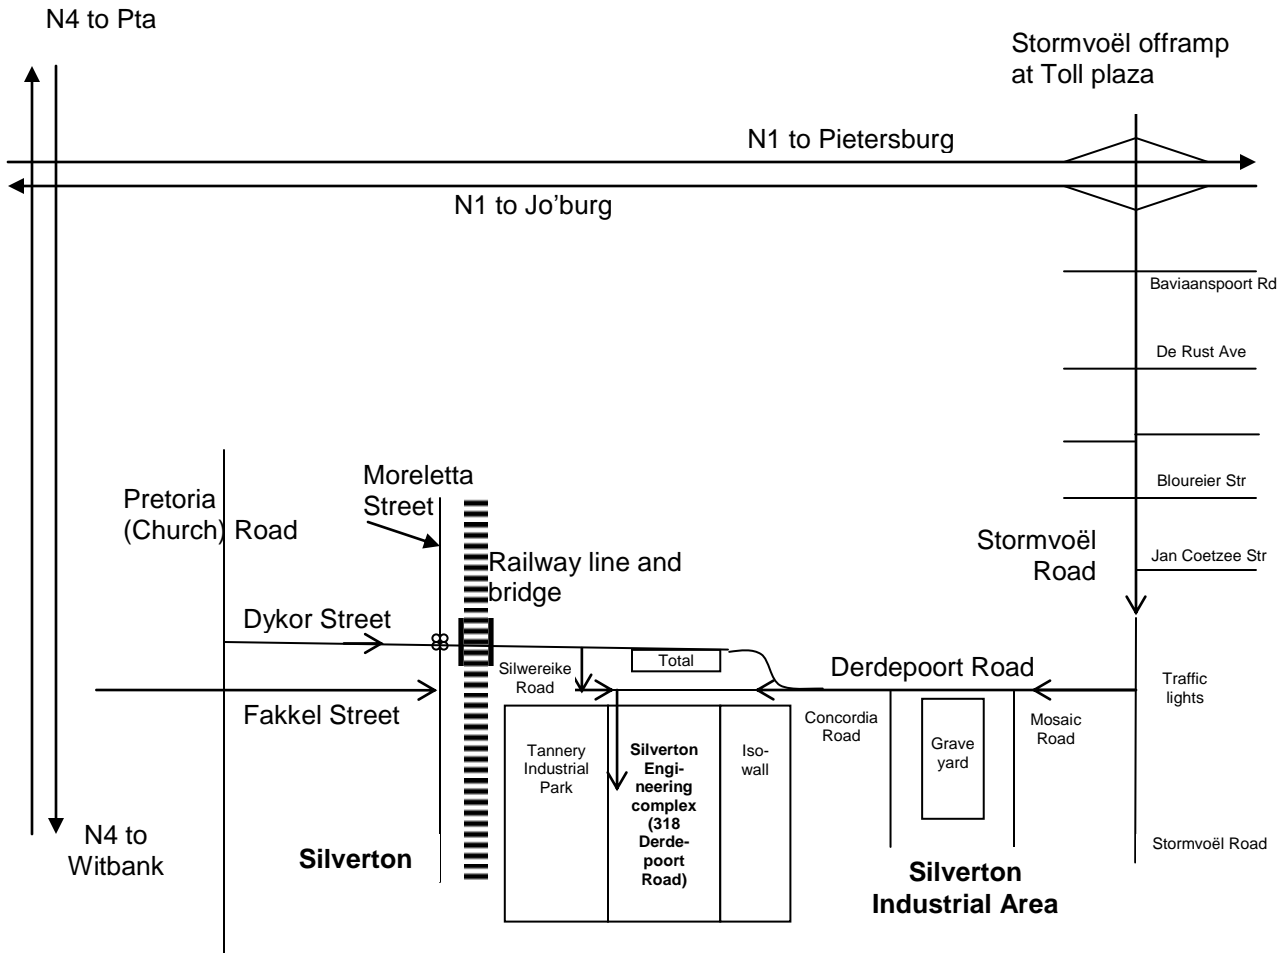 N4 to Pta
Stormvoël offramp
at Toll plaza
N1 to Pietersburg
N1 to Jo'burg
Baviaanspoort Rd
De Rust Ave
Bloureier Str
Jan Coetzee Str
Stormvoël
Road
Moreletta
Street
Pretoria
(Church) Road
Railway line and
bridge
Dykor Street
Silwereike
Road
Total
Derdepoort Road
Traffic
lights
Fakkel Street
Concordia
Road
Mosaic
Road
Tannery
Industrial
Park
Silverton
Engi-
neering
complex
(318
Derde-
poort
Road)
Iso-
wall
Grave
yard
N4 to
Witbank
Silverton
Silverton
Industrial Area
Stormvoël Road